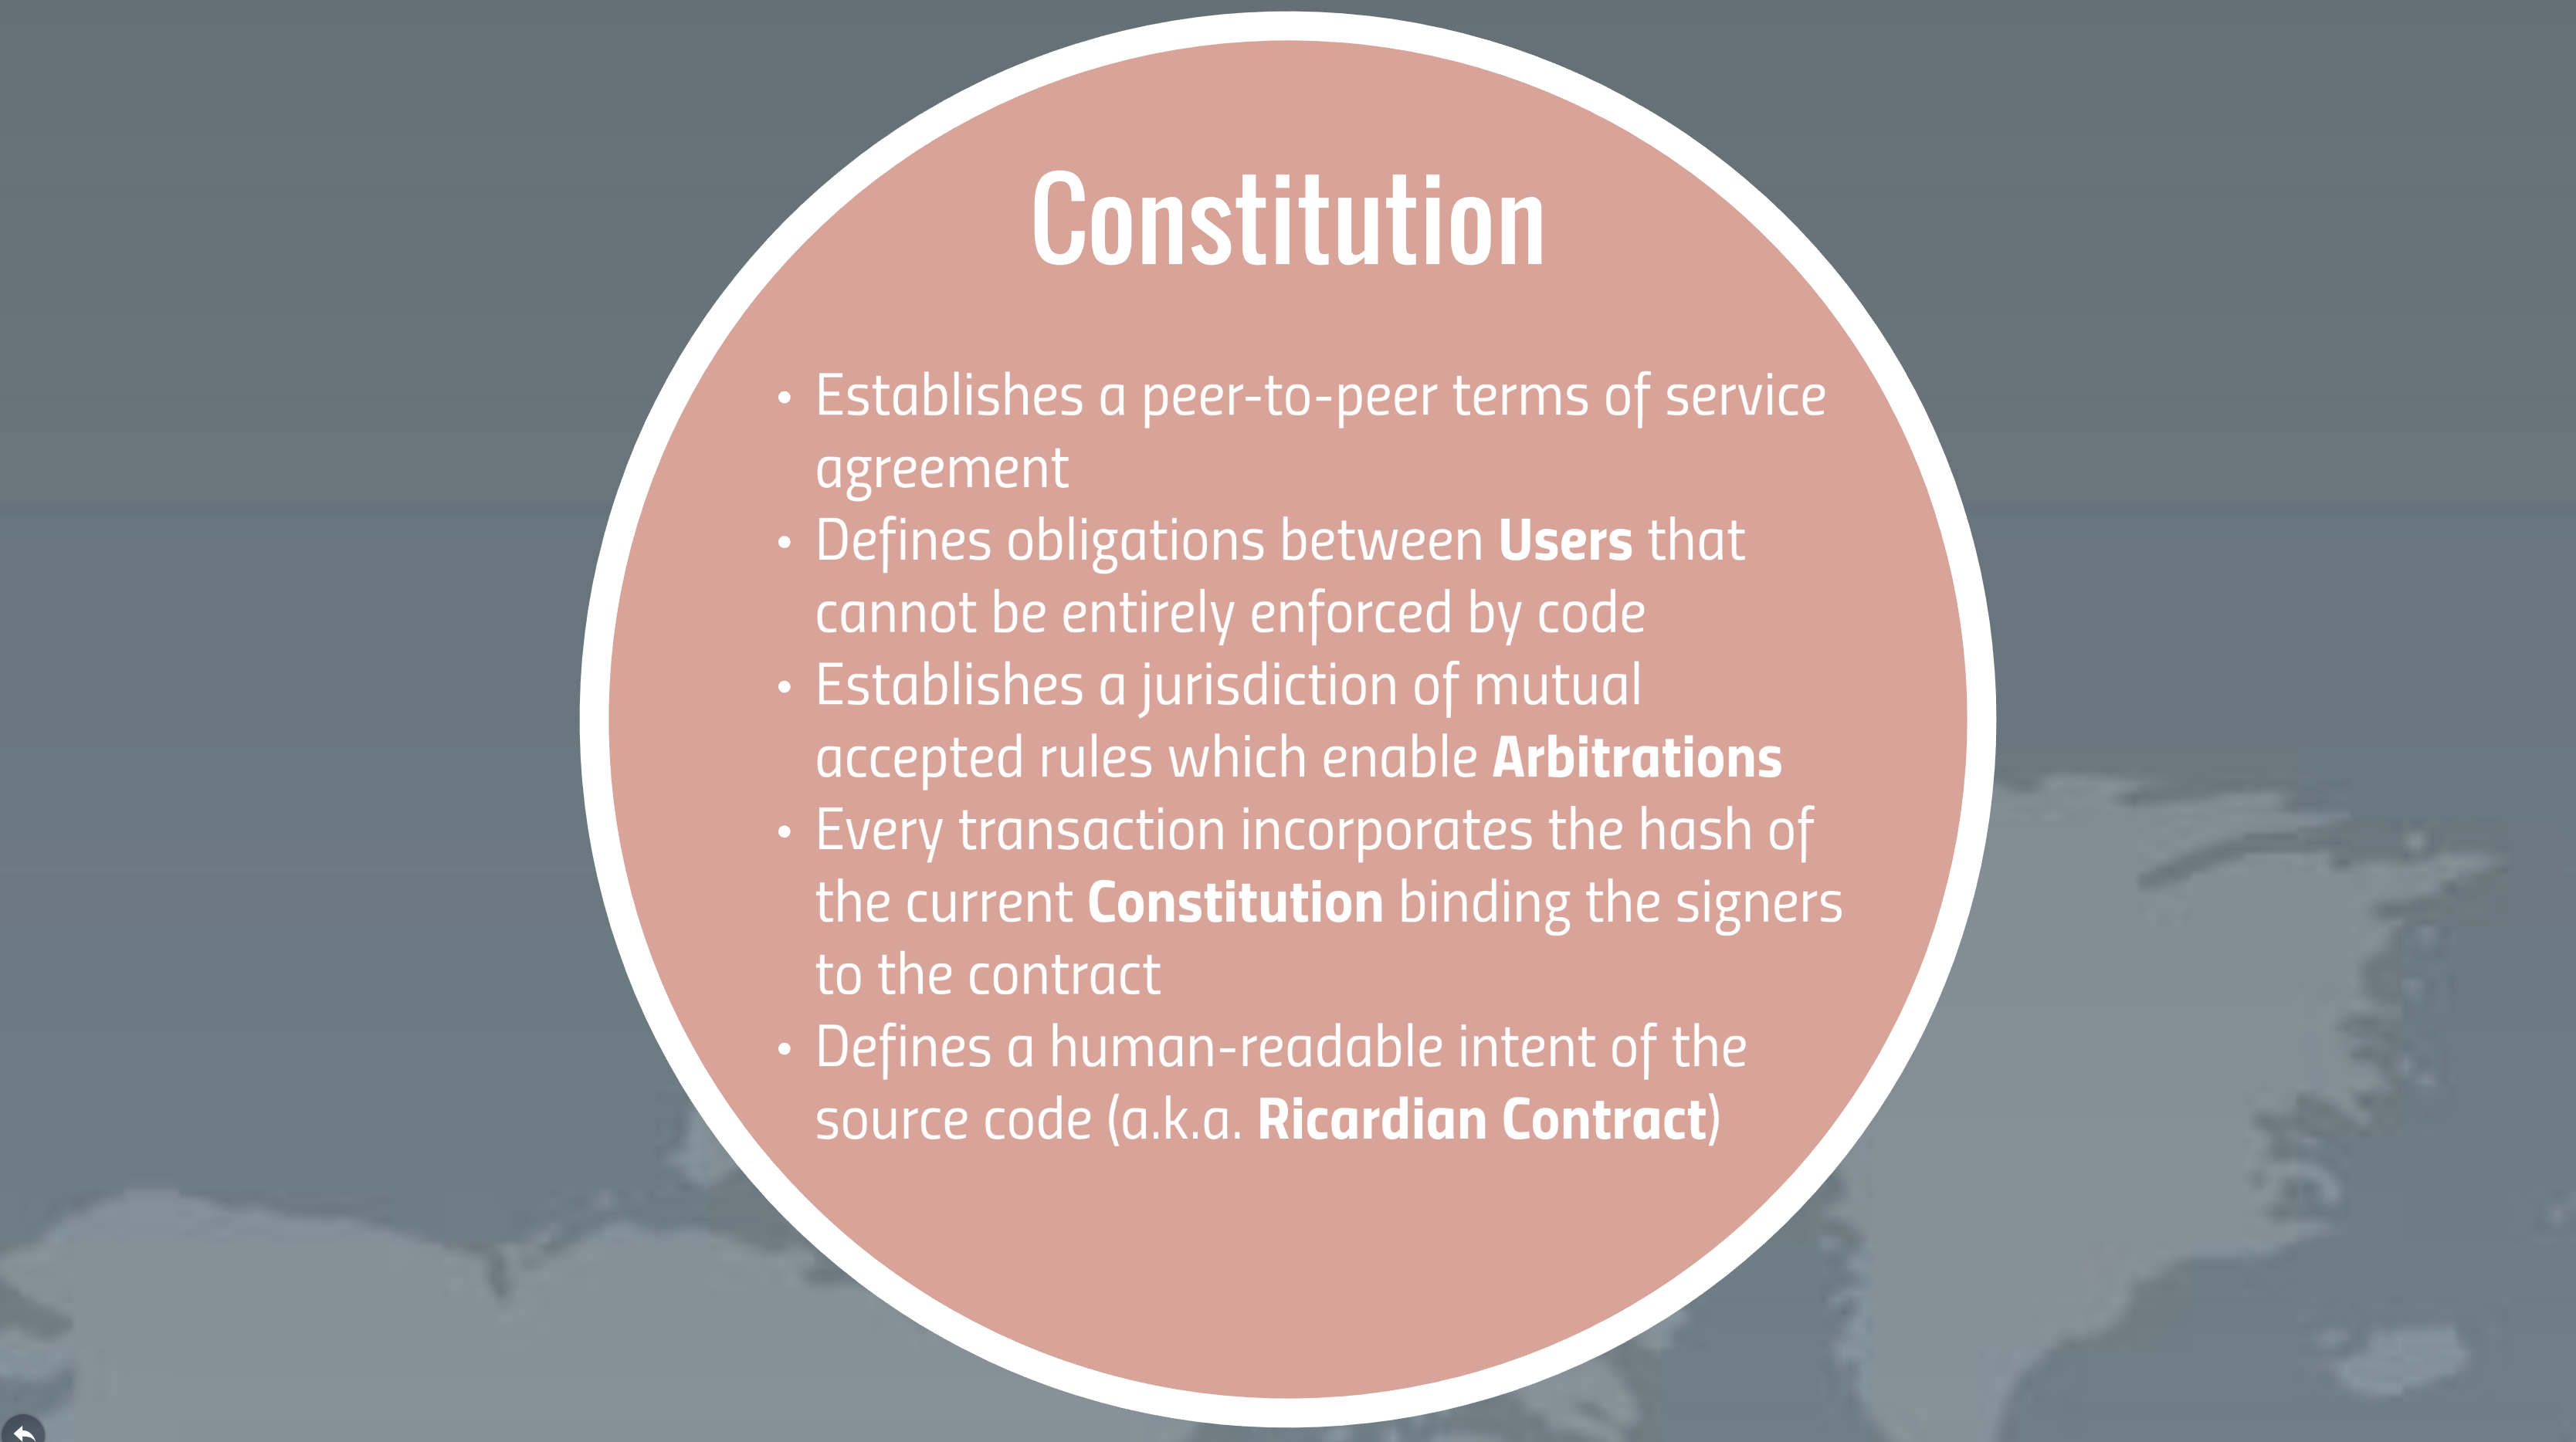 Constitution
• Establishes a peer-to-peer terms of service
agreement
• Defines obligations between Users that
cannot be entirely enforced by code
• Establishes a jurisdiction of mutual
accepted rules which enable Arbitrations
• Every transaction incorporates the hash of
the current Constitution binding the signers
to the contract
• Defines a human-readable intent of the
source code (a.k.a. Ricardian Contract)